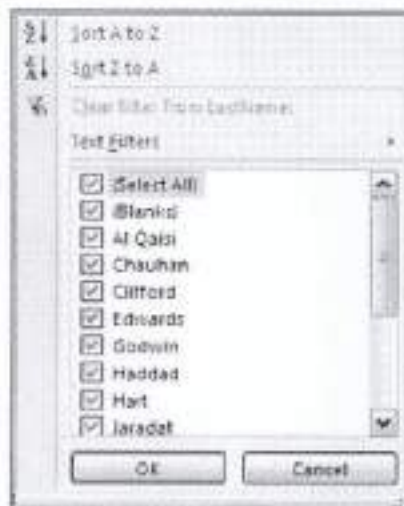 Sort A to Z
Sort Z to A
Clear Filter From LastName
Text Filters
(Select All)
(Blanks)
Al Qaisi
Chauhan
Clifford
Edwards
Godwin
Haddad
Hart
Jaradat
OK
Cancel